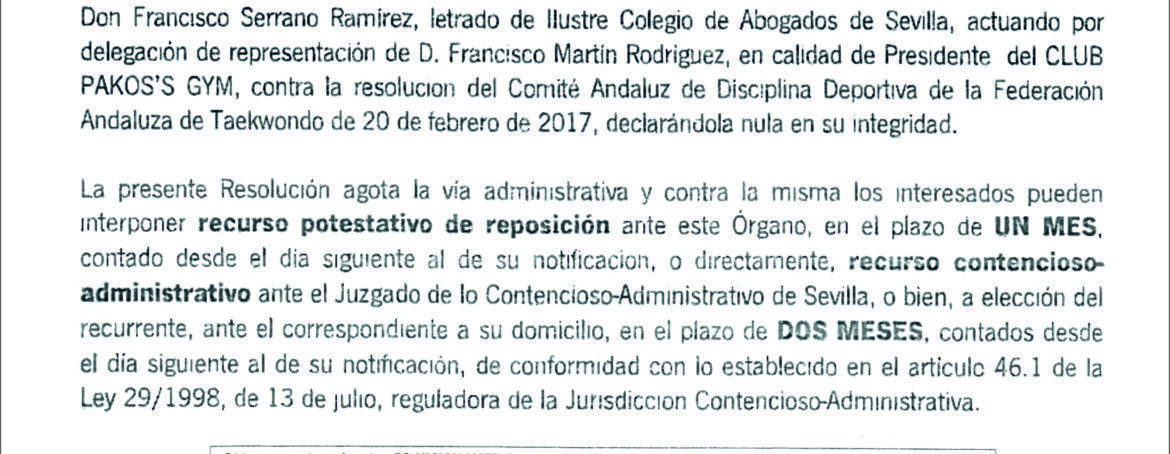 Don Francisco Serrano Ramírez, letrado de Ilustre Colegio de Abogados de Sevilla, actuando por
delegación de representación de D. Francisco Martín Rodriguez, en calidad de Presidente del CLUB
PAKOS'S GYM, contra la resolucion del Comité Andaluz de Disciplina Deportiva de la Federación
Andaluza de Taekwondo de 20 de febrero de 2017, declarándola nula en su integridad.
La presente Resolución agota la vía administrativa y contra la misma los interesados pueden
interponer recurso potestativo de reposición ante este Órgano, en el plazo de UN MES,
contado desde el dia siguiente al de su notificacion, o directamente, recurso contencioso-
administrativo ante el Juzgado de lo Contencioso-Administrativo de Sevilla, o bien, a elección del
recurrente, ante el correspondiente a su domicilio, en el plazo de DOS MESES, contados desde
el día siguiente al de su notificación, de conformidad con lo establecido en el articulo 46.1 de la
Ley 29/1998, de 13 de julio, reguladora de la Jurisdiccion Contencioso-Administrativa.